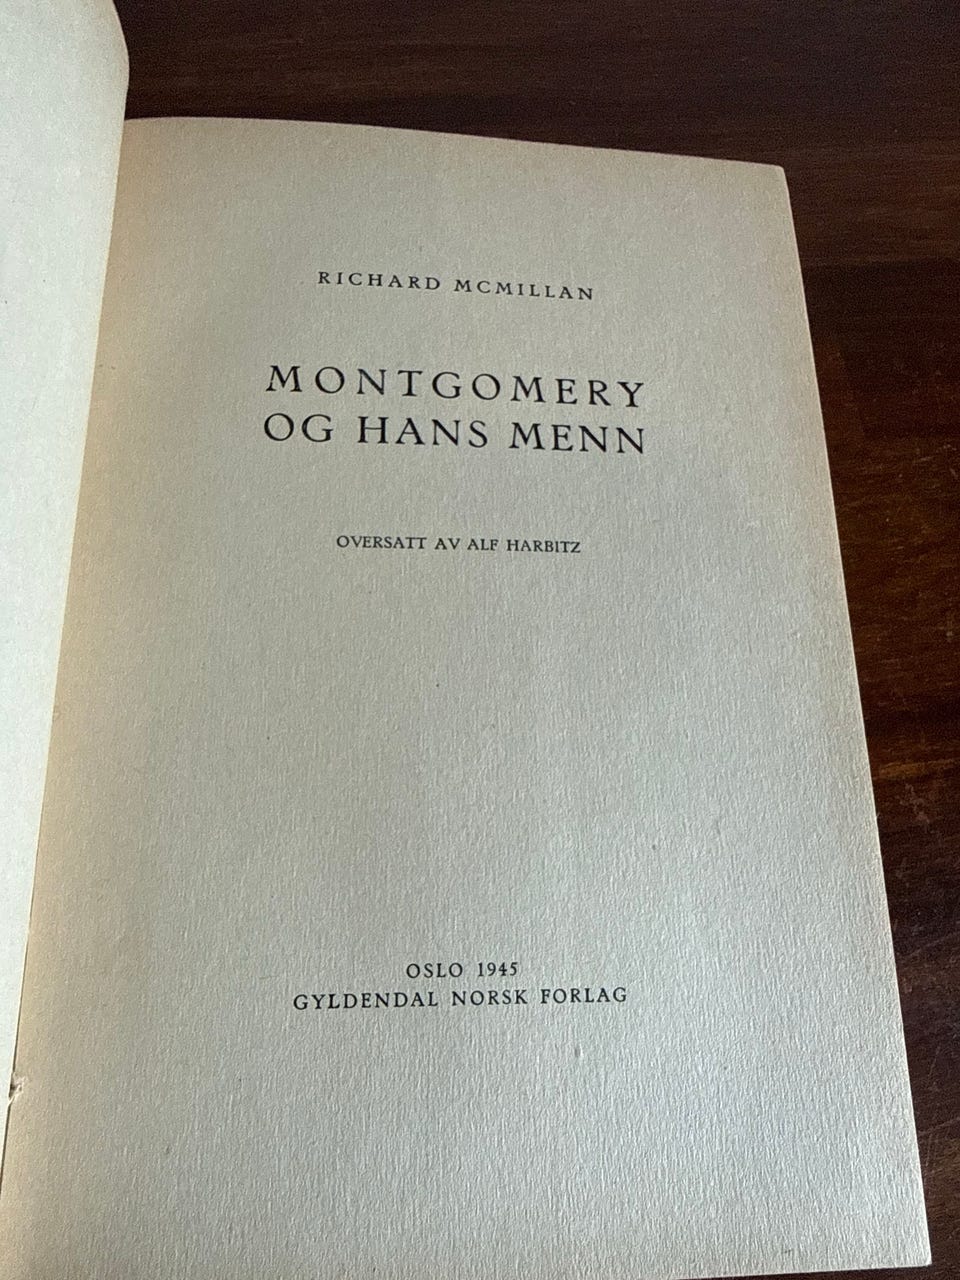 RICHARD MCMILLAN
MONTGOMERY
OG HANS MENN
OVERSATT AV ALF HARBITZ
OSLO 1945
GYLDENDAL NORSK FORLAG